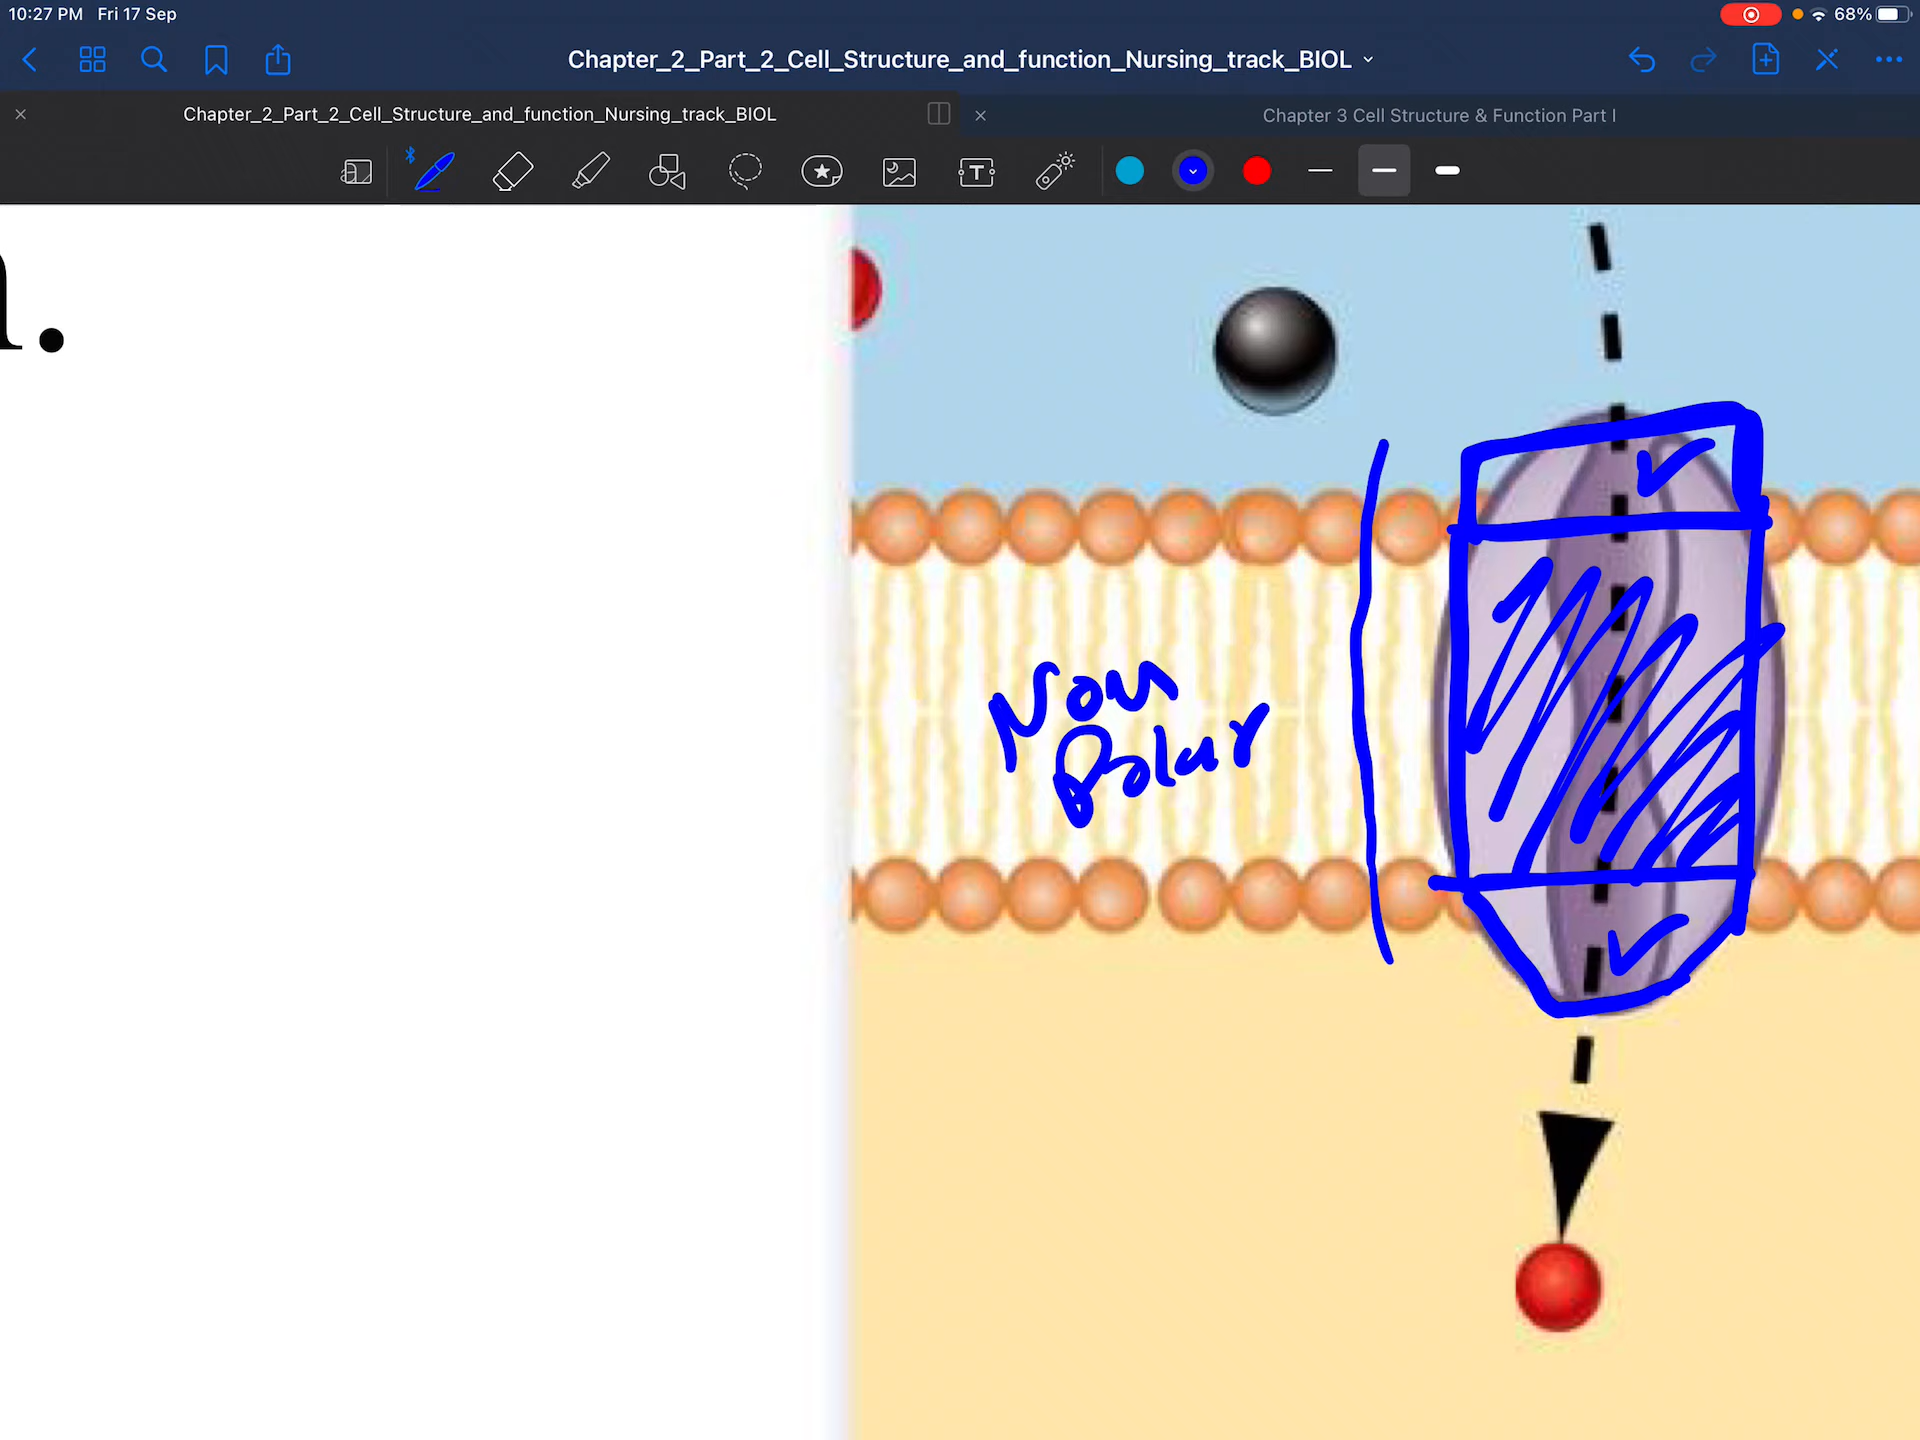 10:27 PM Fri 17 Sep
68%
Chapter_2_Part_2_Cell_Structure_and_function_Nursing_track_BIOL
Chapter_2_Part_2_Cell_Structure_and_function_Nursing_track_BIOL
Chapter 3 Cell Structure & Function Part I
T
Non
Polar